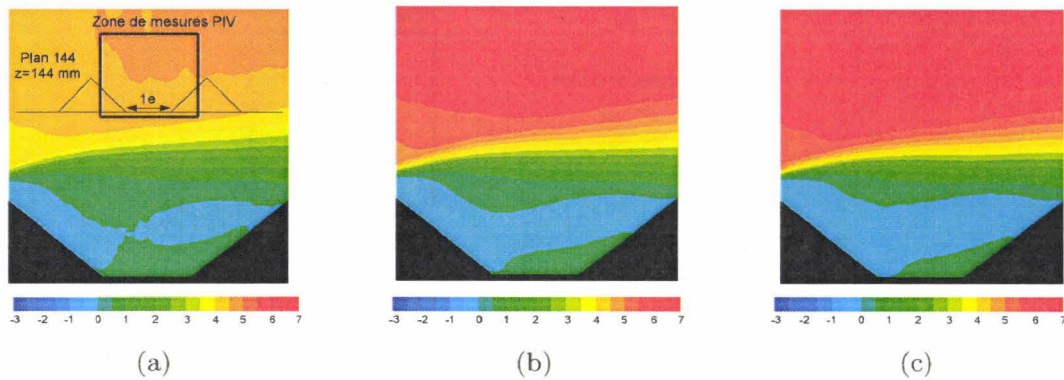 Zone de mesures PIV
Plan 144
z=144 mm
1e
-3 -2 -1 0 1 2 3 4 5 6 7
-3 -2 -1 0 1 2 3 4 5 6 7
-3 -2 -1 0 1 2 3 4 5 6 7
(a)
(b)
(c)